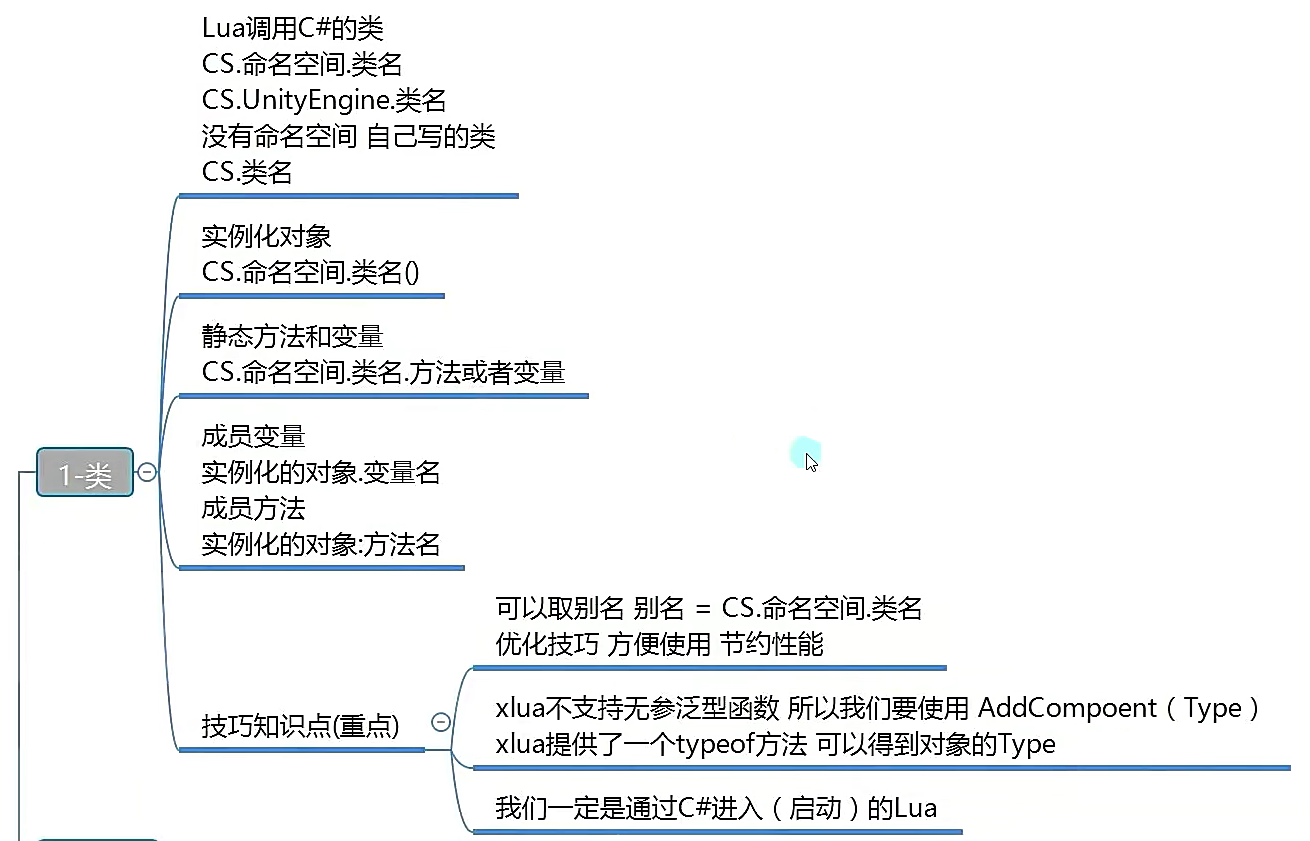 Lua调用C#的类
CS.命名空间.类名
CS.UnityEngine.类名
没有命名空间 自己写的类
CS.类名
实例化对象
CS.命名空间.类名()
静态方法和变量
CS.命名空间.类名.方法或者变量
成员变量
实例化的对象.变量名
成员方法
实例化的对象:方法名
1-类
技巧知识点(重点)
可以取别名 别名 = CS.命名空间.类名
优化技巧 方便使用 节约性能
xlua不支持无参泛型函数 所以我们要使用 AddCompoent（Type）
xlua提供了一个typeof方法 可以得到对象的Type
我们一定是通过C#进入（启动）的Lua